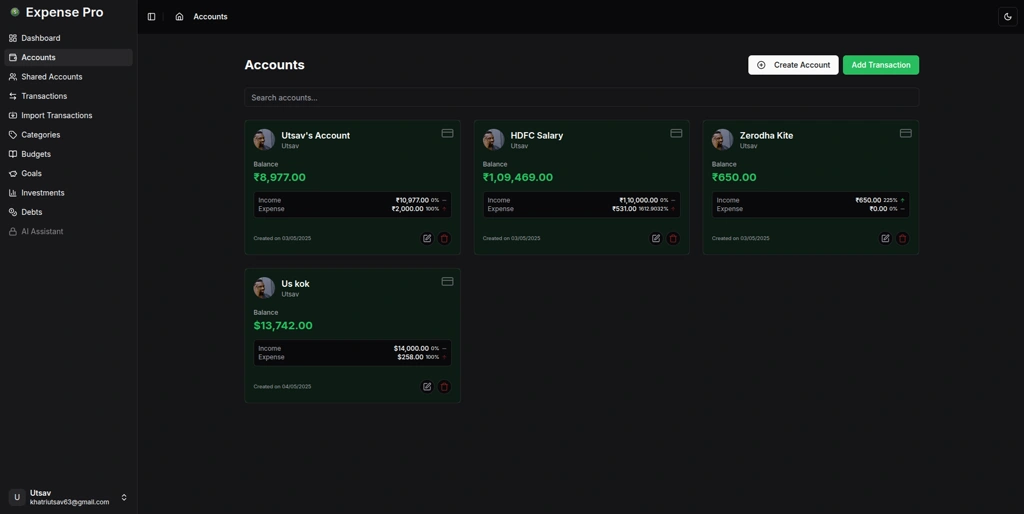 Expense Pro
Dashboard
Accounts
Shared Accounts
Transactions
Import Transactions
Categories
Budgets
Goals
Investments
Debts
AI Assistant
U
Utsav
khatriutsav63@gmail.com
Accounts
Accounts
Create Account
Add Transaction
Search accounts...
Utsav's Account
Utsav
Balance
₹8,977.00
Income ₹10,977.00 0% –
Expense ₹2,000.00 100% ↑
Created on 03/05/2025
HDFC Salary
Utsav
Balance
₹1,09,469.00
Income ₹1,10,000.00 0% –
Expense ₹531.00 1612.9032% ↑
Created on 03/05/2025
Zerodha Kite
Utsav
Balance
₹650.00
Income ₹650.00 225% ↑
Expense ₹0.00 0% –
Created on 03/05/2025
Us kok
Utsav
Balance
$13,742.00
Income $14,000.00 0% –
Expense $258.00 100% ↑
Created on 04/05/2025